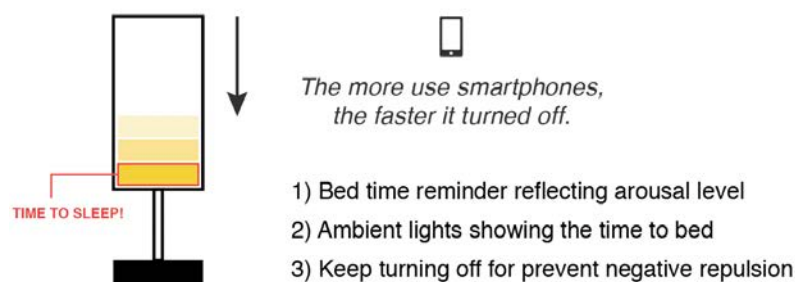 The more use smartphones,
the faster it turned off.
TIME TO SLEEP!
1) Bed time reminder reflecting arousal level
2) Ambient lights showing the time to bed
3) Keep turning off for prevent negative repulsion